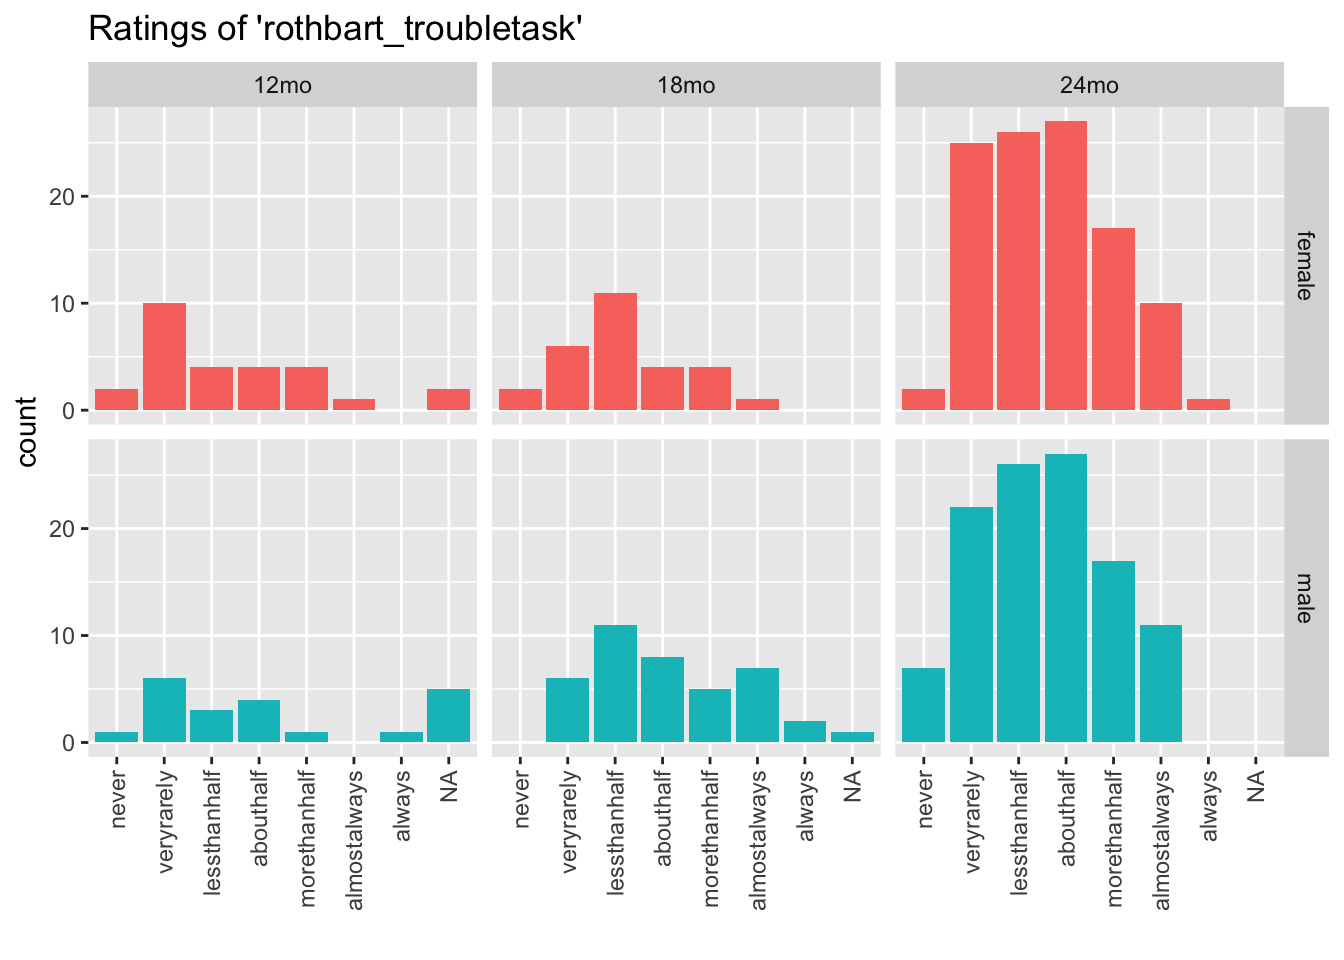 Ratings of 'rothbart_troubletask'
12mo 18mo 24mo
count
20
10
0
female
20
10
0
male
never veryrarely lessthanhalf abouthalf morethanhalf almostalways always NA never veryrarely lessthanhalf abouthalf morethanhalf almostalways always NA never veryrarely lessthanhalf abouthalf morethanhalf almostalways always NA